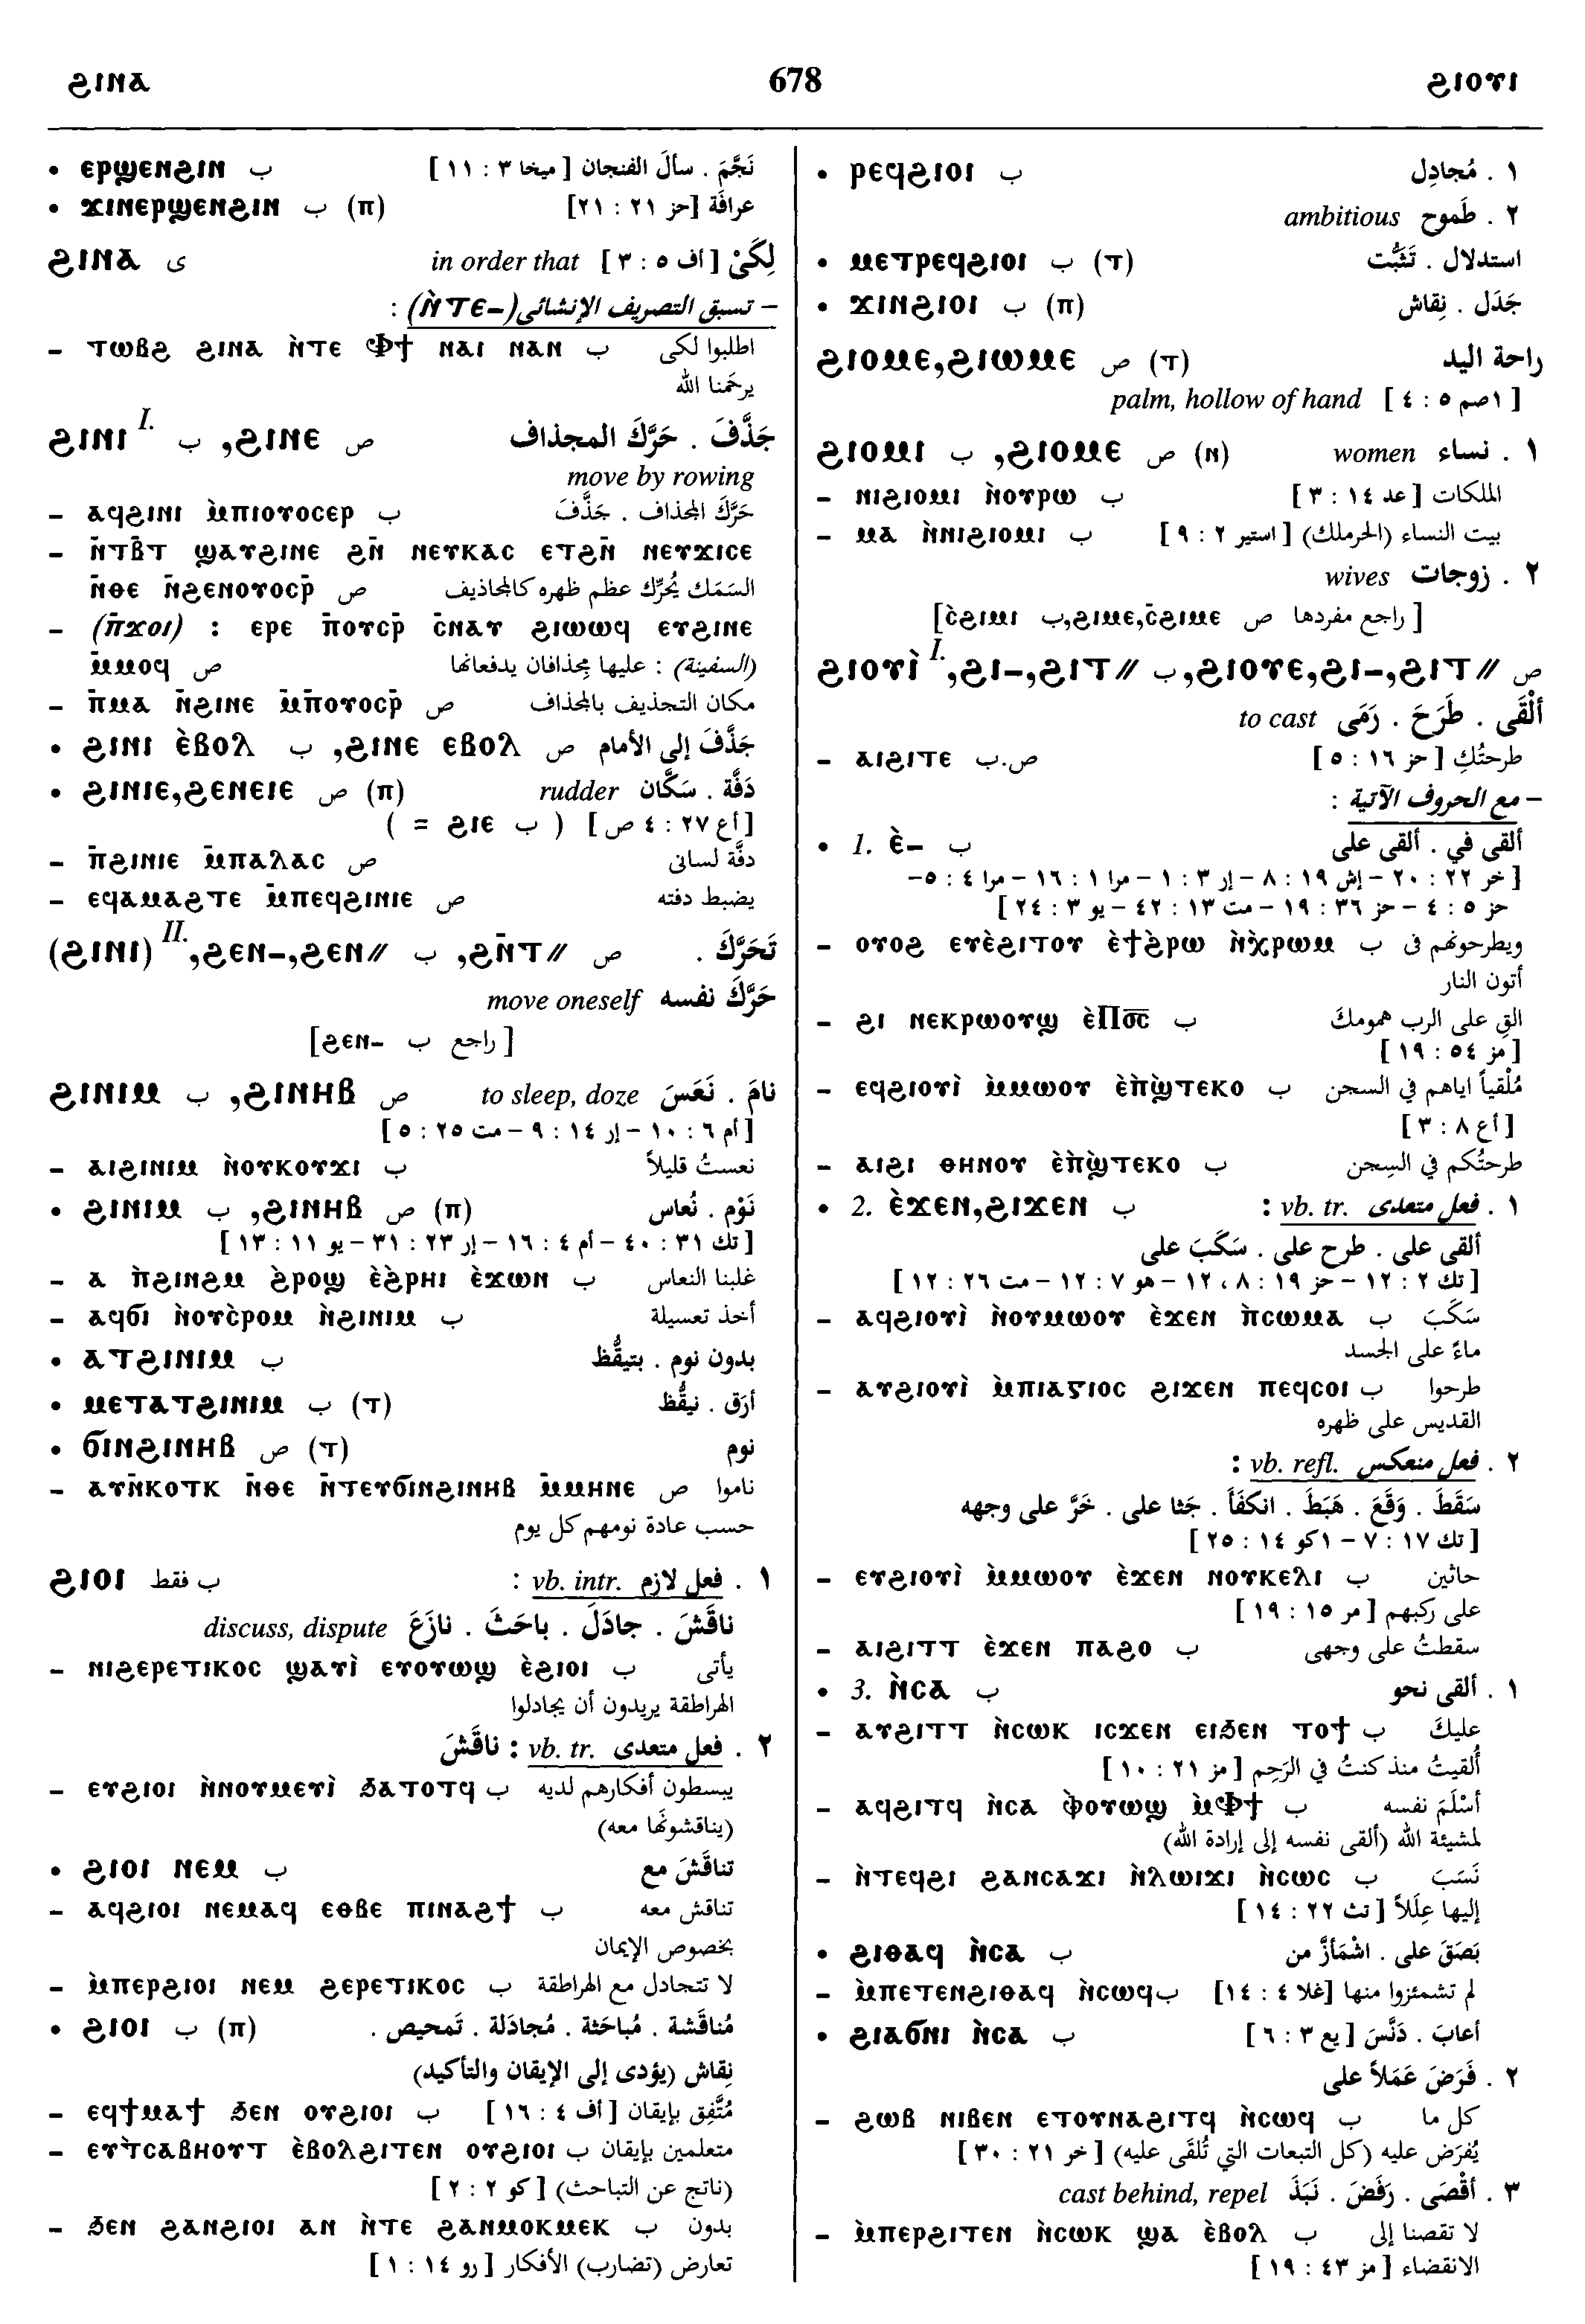 ϩⲓⲛⲁ 678 ϩⲓⲟⲩⲓ
• ⲉⲣϣⲉⲛϩⲓⲛ ب نَجَّمَ . سألَ الفنجان [ ميخا ٣ : ١١ ]
• ϫⲓⲛⲉⲣϣⲉⲛϩⲓⲛ ب (ⲡ) عرافَة [حز ٢١ : ٢١]
ϩⲓⲛⲁ ى in order that لِكَىْ [ أف ٥ : ٣ ]
– تسبق التصريف الإنشائى(-ⲛ̀ⲧⲉ) :
– ⲧⲱⲃϩ ϩⲓⲛⲁ ⲛ̀ⲧⲉ Ⲫϯ ⲛⲁⲓ ⲛⲁⲛ ب اطلبوا لكى
يرحَمنا الله
ϩⲓⲛⲓ I. ب ,ϩⲓⲛⲉ ص جَذَّفَ . حَرَّكَ المجذاف
move by rowing
– ⲁϥϩⲓⲛⲓ ⲙ̀ⲡⲓⲟⲩⲟⲥⲉⲣ ب حَرَّكَ المجذاف . جَذَّفَ
– ⲛ̄ⲧⲃ̄ⲧ ϣⲁⲩϩⲓⲛⲉ ϩⲛ̄ ⲛⲉⲩⲕⲁⲥ ⲉⲧϩⲛ̄ ⲛⲉⲩϫⲓⲥⲉ
ⲛ̄ⲑⲉ ⲛ̄ϩⲉⲛⲟⲩⲟⲥⲣ̄ ص السَمَك يُحرِّك عظم ظهره كالمجاذيف
– (ⲡ̄ϫⲟⲓ) : ⲉⲣⲉ ⲡ̄ⲟⲩⲥⲣ̄ ⲥ̄ⲛⲁⲩ ϩⲓⲱⲱϥ ⲉⲩϩⲓⲛⲉ
ⲙ̄ⲙⲟϥ ص (السفينة) : عليها مِجذافان يدفعانها
– ⲡ̄ⲙⲁ ⲛ̄ϩⲓⲛⲉ ⲙ̄ⲡⲟⲩⲟⲥⲣ̄ ص مكان التجذيف بالمجذاف
• ϩⲓⲛⲓ ⲉ̀ⲃⲟⲗ ب ,ϩⲓⲛⲉ ⲉⲃⲟⲗ ص جَذَّفَ إلى الأمام
• ϩⲓⲛⲓⲉ,ϩⲉⲛⲉⲓⲉ ص (ⲡ) rudder دَفَّة . سَكَّان
[أع ٢٧ : ٤ ص] ( ب ϩⲓⲉ = )
– ⲡ̄ϩⲓⲛⲓⲉ ⲙ̄ⲡⲁⲗⲁⲥ ص دفَّة لسانى
– ⲉϥⲁⲙⲁϩⲧⲉ ⲙ̄ⲡⲉϥϩⲓⲛⲓⲉ ص يضبط دفته
(ϩⲓⲛⲓ) II. ,ϩⲉⲛ-,ϩⲉⲛ// ب ,ϩⲛ̄ⲧ// ص تَحَرَّكَ .
move oneself حَرَّكَ نفسه
[ϩⲉⲛ- ب راجع ]
ϩⲓⲛⲓⲙ ب ,ϩⲓⲛⲏⲃ ص to sleep, doze نامَ . نَعَسَ
[ أم ٦ : ١٠ – إر ١٤ : ٩ – مت ٢٥ : ٥ ]
– ⲁⲓϩⲓⲛⲓⲙ ⲛ̀ⲟⲩⲕⲟⲩϫⲓ ب نعستُ قليلاً
• ϩⲓⲛⲓⲙ ب ,ϩⲓⲛⲏⲃ ص (ⲡ) نَوْم . نُعاس
[ تك ٣١ : ٤٠ – أم ٤ : ١٦ – إر ٢٣ : ٣١ – يو ١١ : ١٣ ]
– ⲁ ⲡ̀ϩⲓⲛϩⲙ ϩ̀ⲣⲟϣ ⲉ̀ϩ̀ⲣⲏⲓ ⲉ̀ϫⲱⲛ ب غلبنا النعاس
– ⲁϥϭⲓ ⲛ̀ⲟⲩⲥ̀ⲣⲟⲙ ⲛ̀ϩⲓⲛⲓⲙ ب أخذ تعسيلة
• ⲁⲧϩⲓⲛⲓⲙ ب بدون نوم . بتيقُّظ
• ⲙⲉⲧⲁⲧϩⲓⲛⲓⲙ ب (ⲧ) أرَق . تيقُّظ
• ϭⲓⲛϩⲓⲛⲏⲃ ص (ⲧ) نوم
– ⲁⲩⲛ̄ⲕⲟⲧⲕ ⲛ̄ⲑⲉ ⲛ̄ⲧⲉⲩϭⲓⲛϩⲓⲛⲏⲃ ⲙ̄ⲙⲏⲛⲉ ص ناموا
حسب عادة نومهم كل يوم
ϩⲓⲟⲓ ب فقط ١ . فعل لازم vb. intr. :
discuss, dispute ناقَشَ . جادَلَ . باحَثَ . نازَعَ
– ⲛⲓϩⲉⲣⲉⲧⲓⲕⲟⲥ ϣⲁⲩⲓ̀ ⲉⲩⲟⲩⲱϣ ⲉ̀ϩⲓⲟⲓ ب يأتى
الهراطقة يريدون أن يجادلوا
٢ . فعل متعدى vb. tr. : ناقَشَ
– ⲉⲩϩⲓⲟⲓ ⲛ̀ⲛⲟⲩⲙⲉⲩⲓ̀ ϧⲁⲧⲟⲧϥ ب يبسطون أفكارهم لديه
(يناقشونها معه)
• ϩⲓⲟⲓ ⲛⲉⲙ ب تناقَشَ مع
– ⲁϥϩⲓⲟⲓ ⲛⲉⲙⲁϥ ⲉⲑⲃⲉ ⲡⲓⲛⲁϩϯ ب تناقش معه
بخصوص الإيمان
– ⲙ̀ⲡⲉⲣϩⲓⲟⲓ ⲛⲉⲙ ϩⲉⲣⲉⲧⲓⲕⲟⲥ ب لا تتجادل مع الهراطقة
• ϩⲓⲟⲓ ب (ⲡ) مُناقَشة . مُباحَثة . مُجادَلة . تَمحيص .
نِقاش (يؤدى إلى الإيقان والتأكيد)
– ⲉϥϯⲙⲁϯ ϧⲉⲛ ⲟⲩϩⲓⲟⲓ ب مُتَّفِق بإيقان [ أف ٤ : ١٦ ]
– ⲉⲩⲧ̀ⲥⲁⲃⲏⲟⲩⲧ ⲉ̀ⲃⲟⲗϩⲓⲧⲉⲛ ⲟⲩϩⲓⲟⲓ ب متعلمين بإيقان
(ناتج عن التباحث) [ كو ٢ : ٢ ]
– ϧⲉⲛ ϩⲁⲛϩⲓⲟⲓ ⲁⲛ ⲛ̀ⲧⲉ ϩⲁⲛⲙⲟⲕⲙⲉⲕ ب بدون
تعارض (تضارب) الأفكار [ رو ١٤ : ١ ]
• ⲣⲉϥϩⲓⲟⲓ ب ١ . مُجادِل
ambitious ٢ . طَموح
• ⲙⲉⲧⲣⲉϥϩⲓⲟⲓ ب (ⲧ) استدلال . تَثَبُّت
• ϫⲓⲛϩⲓⲟⲓ ب (ⲡ) جَدَل . نِقاش
ϩⲓⲟⲙⲉ,ϩⲓⲱⲙⲉ ص (ⲧ) راحة اليد
palm, hollow of hand [ ١صم ٥ : ٤ ]
ϩⲓⲟⲙⲓ ب ,ϩⲓⲟⲙⲉ ص (ⲛ) women ١ . نساء
– ⲛⲓϩⲓⲟⲙⲓ ⲛ̀ⲟⲩⲣⲱ ب الملكات [ عد ١٤ : ٣ ]
– ⲙⲁ ⲛ̀ⲛⲓϩⲓⲟⲙⲓ ب بيت النساء (الحرملك) [ استير ٢ : ٩ ]
wives ٢ . زوجات
[ⲥ̀ϩⲓⲙⲓ ب,ϩⲓⲙⲉ,ⲥ̄ϩⲓⲙⲉ ص راجع مفردها ]
ϩⲓⲟⲩⲓ̀ I. ,ϩⲓ-,ϩⲓⲧ// ب ,ϩⲓⲟⲩⲉ,ϩⲓ-,ϩⲓⲧ// ص
to cast ألْقَى . طَرَحَ . رَمَى
– ⲁⲓϩⲓⲧⲉ ص.ب طرحتُكِ [ حز ١٦ : ٥ ]
– مع الحروف الآتية :
• 1. ⲉ̀- ب ألقى في . ألقى على
[ خر ٢٢ : ٢٠ – إش ١٩ : ٨ – إر ٣ : ١ – مرا ١ : ١٦ – مرا ٤ : ٥–
حز ٥ : ٤ – حز ٣٦ : ١٩ – مت ١٣ : ٤٢ – يو ٣ : ٢٤ ]
– ⲟⲩⲟϩ ⲉⲩⲉ̀ϩⲓⲧⲟⲩ ⲉ̀ϯϩ̀ⲣⲱ ⲛ̀ⲭ̀ⲣⲱⲙ ب ويطرحونهم فى
أتون النار
– ϩⲓ ⲛⲉⲕⲣⲱⲟⲩϣ ⲉ̀Ⲡⲟ̅ⲥ̅ ب القِ على الرب همومكَ
[مز ٥٤ : ١٩ ]
– ⲉϥϩⲓⲟⲩⲓ̀ ⲙ̀ⲙⲱⲟⲩ ⲉ̀ⲡ̀ϣⲧⲉⲕⲟ ب مُلْقياً اياهم في السجن
[ أع ٨ : ٣ ]
– ⲁⲓϩⲓ ⲑⲏⲛⲟⲩ ⲉ̀ⲡ̀ϣⲧⲉⲕⲟ ب طرحتُكم في السِجن
• 2. ⲉ̀ϫⲉⲛ,ϩⲓϫⲉⲛ ب ١ . فعل متعدى vb. tr. :
ألقى على . طرح على . سَكَبَ على
[ تك ٢ : ١٢ – حز ١٩ : ٨ ، ١٢ – هو ٧ : ١٢ – مت ٢٦ : ١٢ ]
– ⲁϥϩⲓⲟⲩⲓ̀ ⲛ̀ⲟⲩⲙⲱⲟⲩ ⲉ̀ϫⲉⲛ ⲡ̀ⲥⲱⲙⲁ ب سَكَبَ
ماءً على الجسد
– ⲁⲩϩⲓⲟⲩⲓ̀ ⲙ̀ⲡⲓⲁⲅⲓⲟⲥ ϩⲓϫⲉⲛ ⲡⲉϥⲥⲟⲓ ب طرحوا
القديس على ظهره
٢ . فعل منعكس vb. refl. :
سَقَطَ . وَقَعَ . هَبَطَ . انكفَأَ . جَثا على . خَرَّ على وجهه
[ تك ١٧ : ٧ – ١كو ١٤ : ٢٥ ]
– ⲉⲩϩⲓⲟⲩⲓ̀ ⲙ̀ⲙⲱⲟⲩ ⲉ̀ϫⲉⲛ ⲛⲟⲩⲕⲉⲗⲓ ب جاثين
على ركبهم [ مر ١٥ : ١٩ ]
– ⲁⲓϩⲓⲧⲧ ⲉ̀ϫⲉⲛ ⲡⲁϩⲟ ب سقطتُ على وجهى
• 3. ⲛ̀ⲥⲁ ب ١ . ألقى نحو
– ⲁⲩϩⲓⲧⲧ ⲛ̀ⲥⲱⲕ ⲓⲥϫⲉⲛ ⲉⲓϧⲉⲛ ⲧⲟϯ ب عليكَ
أُلقيتُ منذ كنتُ في الرَحِم [ مز ٢١ : ١٠ ]
– ⲁϥϩⲓⲧϥ ⲛ̀ⲥⲁ ⲫ̀ⲟⲩⲱϣ ⲙ̀Ⲫϯ ب أسْلَمَ نفسه
لمشيئة الله (ألقى نفسه إلى إرادة الله)
– ⲛ̀ⲧⲉϥϩⲓ ϩⲁⲛⲥⲁϫⲓ ⲛ̀ⲗⲱⲓϫⲓ ⲛ̀ⲥⲱⲥ ب نَسَبَ
إليها عِلَلاً [ تث ٢٢ : ١٤ ]
• ϩⲓⲑⲁϥ ⲛ̀ⲥⲁ ب بَصَقَ على . اشْمَأزَّ من
– ⲙ̀ⲡⲉⲧⲉⲛϩⲓⲑⲁϥ ⲛ̀ⲥⲱϥ ب لم تشمئزوا منها [غلا ٤ : ١٤]
• ϩⲓⲁϭⲛⲓ ⲛ̀ⲥⲁ ب أعابَ . دَنَّسَ [ يع ٣ : ٦ ]
٢ . فَرَضَ عَمَلاً على
– ϩⲱⲃ ⲛⲓⲃⲉⲛ ⲉⲧⲟⲩⲛⲁϩⲓⲧϥ ⲛ̀ⲥⲱϥ ب كل ما
يُفرَض عليه (كل التبعات التي تُلقَى عليه) [ خر ٢١ : ٣٠ ]
cast behind, repel ٣ . أقْصَى . رَفَضَ . نَبَذَ
– ⲙ̀ⲡⲉⲣϩⲓⲧⲉⲛ ⲛ̀ⲥⲱⲕ ϣⲁ ⲉ̀ⲃⲟⲗ ب لا تقصنا إلى
الانقضاء [ مز ٤٣ : ١٩ ]